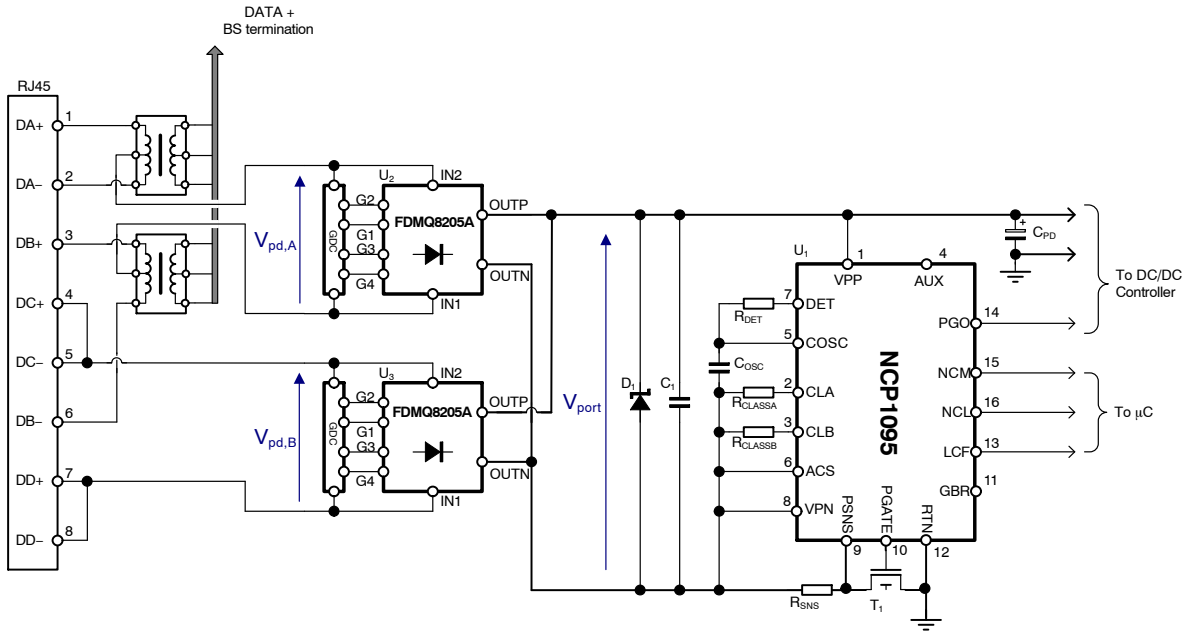 DATA +
BS termination
RJ45
DA+
1
DA−
2
DB+
3
DC+
4
DC−
5
DB−
6
DD+
7
DD−
8
Vpd,A
GDC
G2
G1
G3
G4
U2
IN2
FDMQ8205A
IN1
OUTP
OUTN
Vpd,B
GDC
G2
G1
G3
G4
U3
IN2
FDMQ8205A
IN1
OUTP
OUTN
Vport
D1
C1
RDET
COSC
RCLASSA
RCLASSB
U1
NCP1095
1
VPP
4
AUX
7
DET
5
COSC
2
CLA
3
CLB
6
ACS
8
VPN
PSNS
9
PGATE
10
RTN
12
PGO
14
NCM
15
NCL
16
LCF
13
GBR
11
RSNS
T1
+
CPD
To DC/DC
Controller
To μC